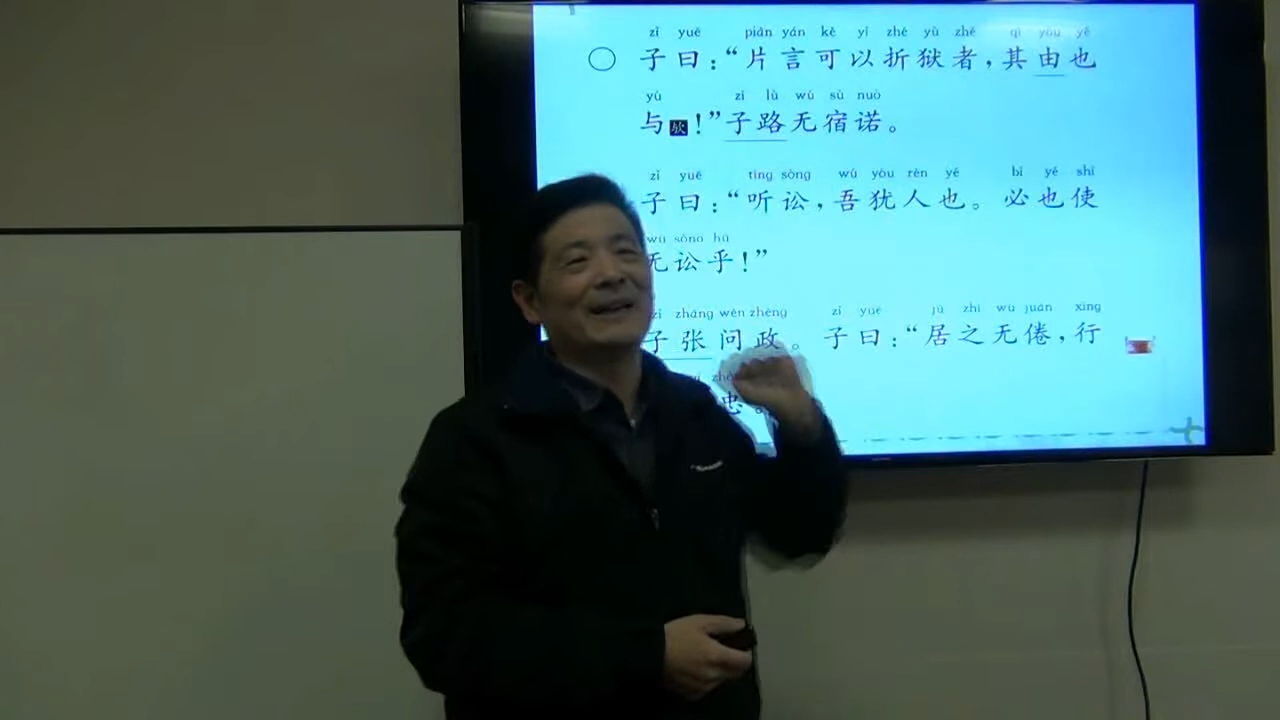 zǐ yuē piàn yán kě yǐ zhé yù zhě qí yóu yě
子曰：“片言可以折狱者，其由也
yú zǐ lù wú sù nuò
与欤！”子路无宿诺。
zǐ yuē tīng sòng wú yóu rén yě bì yě shǐ
子曰：“听讼，吾犹人也。必也使
wú sòng hū
无讼乎！”
zǐ zhāng wèn zhèng zǐ yuē jū zhī wú juàn xíng
子张问政。子曰：“居之无倦，行
忠。